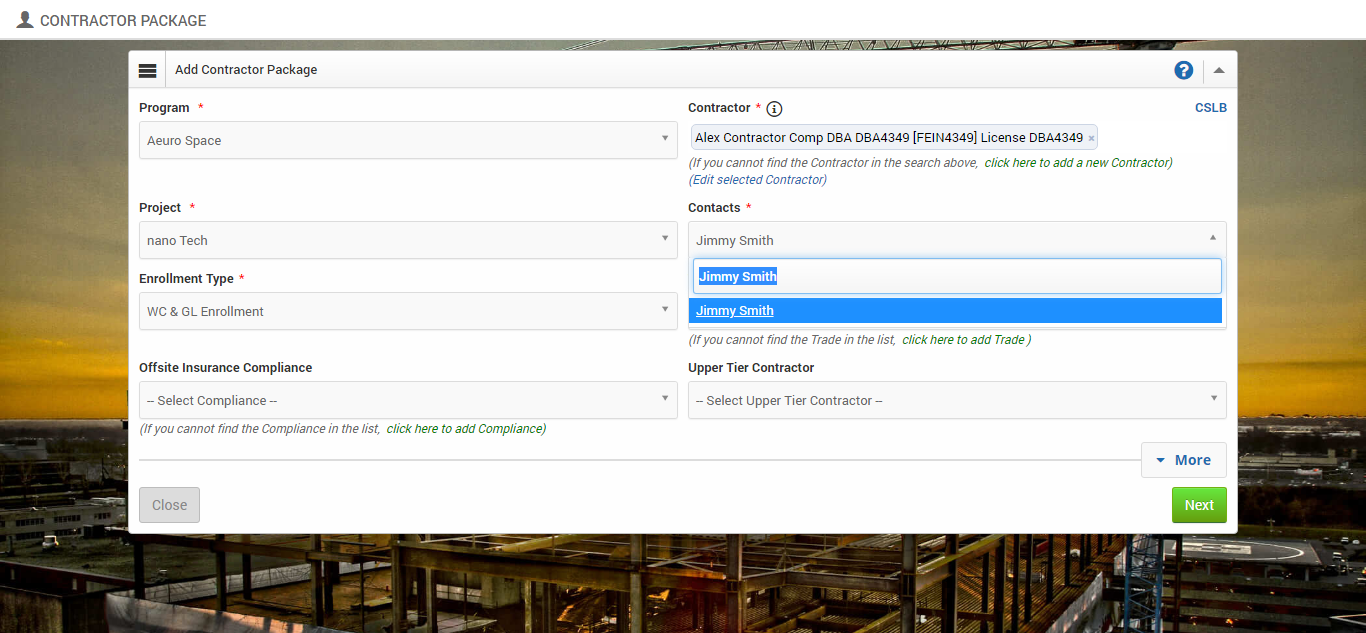 CONTRACTOR PACKAGE
Add Contractor Package
Program *
Aeuro Space
Contractor *
CSLB
Alex Contractor Comp DBA DBA4349 [FEIN4349] License DBA4349 ×
(If you cannot find the Contractor in the search above, click here to add a new Contractor)
(Edit selected Contractor)
Project *
nano Tech
Contacts *
Jimmy Smith
Jimmy Smith
Jimmy Smith
Enrollment Type *
WC & GL Enrollment
(If you cannot find the Trade in the list, click here to add Trade )
Offsite Insurance Compliance
-- Select Compliance --
(If you cannot find the Compliance in the list, click here to add Compliance)
Upper Tier Contractor
-- Select Upper Tier Contractor --
More
Close
Next